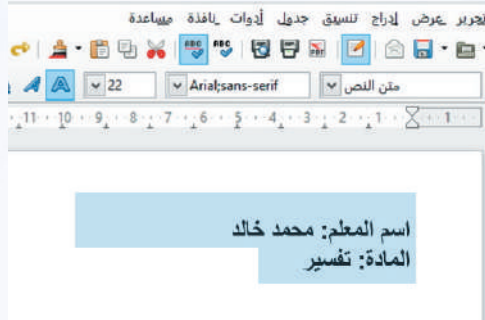 تحرير عرض إدراج تنسيق جدول أدوات نافذة مساعدة
متن النص Arial;sans-serif 22
11 10 9 8 7 6 5 4 3 2 1 1
اسم المعلم: محمد خالد
المادة: تفسير